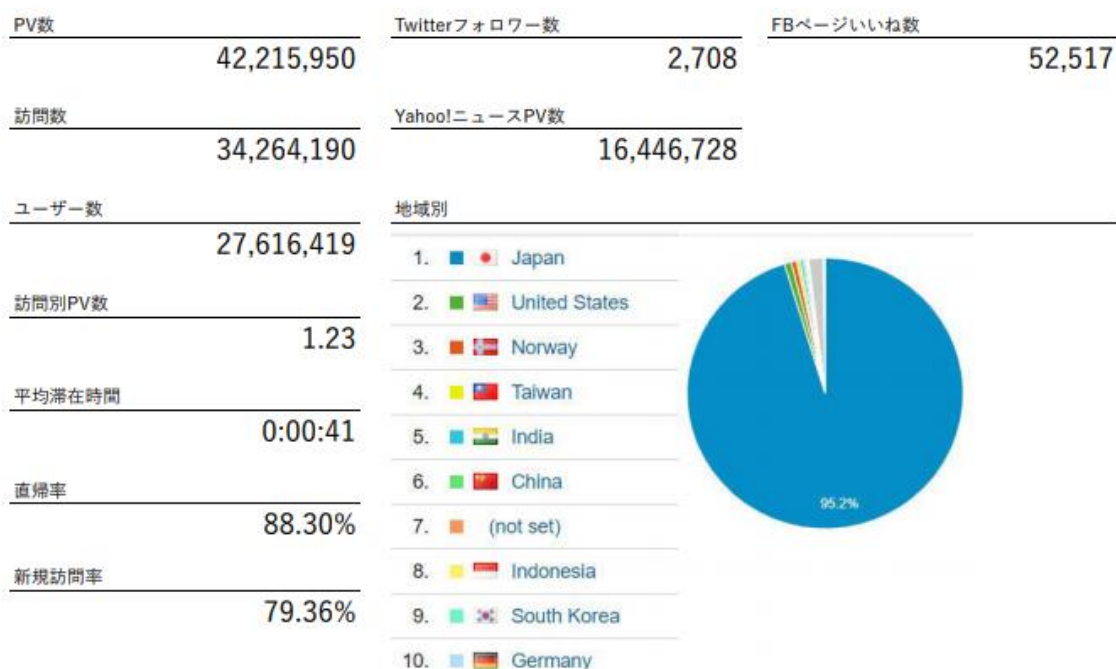 PV数
42,215,950
訪問数
34,264,190
ユーザー数
27,616,419
訪問別PV数
1.23
平均滞在時間
0:00:41
直帰率
88.30%
新規訪問率
79.36%
Twitterフォロワー数
2,708
Yahoo!ニュースPV数
16,446,728
FBページいいね数
52,517
地域別
1. Japan
2. United States
3. Norway
4. Taiwan
5. India
6. China
7. (not set)
8. Indonesia
9. South Korea
10. Germany
95.2%